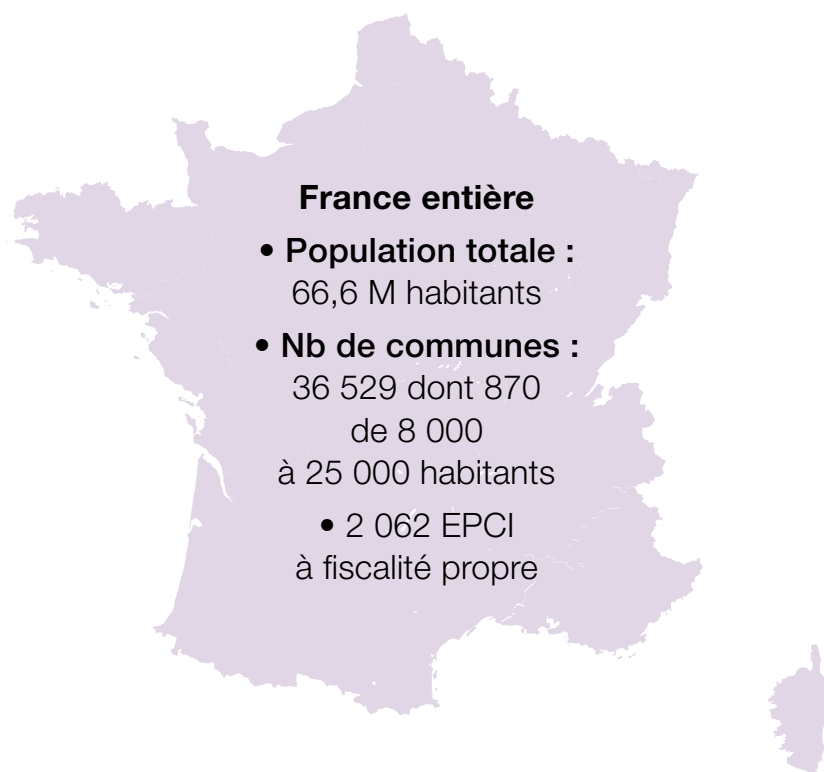 France entière
• Population totale :
66,6 M habitants
• Nb de communes :
36 529 dont 870
de 8 000
à 25 000 habitants
• 2 062 EPCI
à fiscalité propre